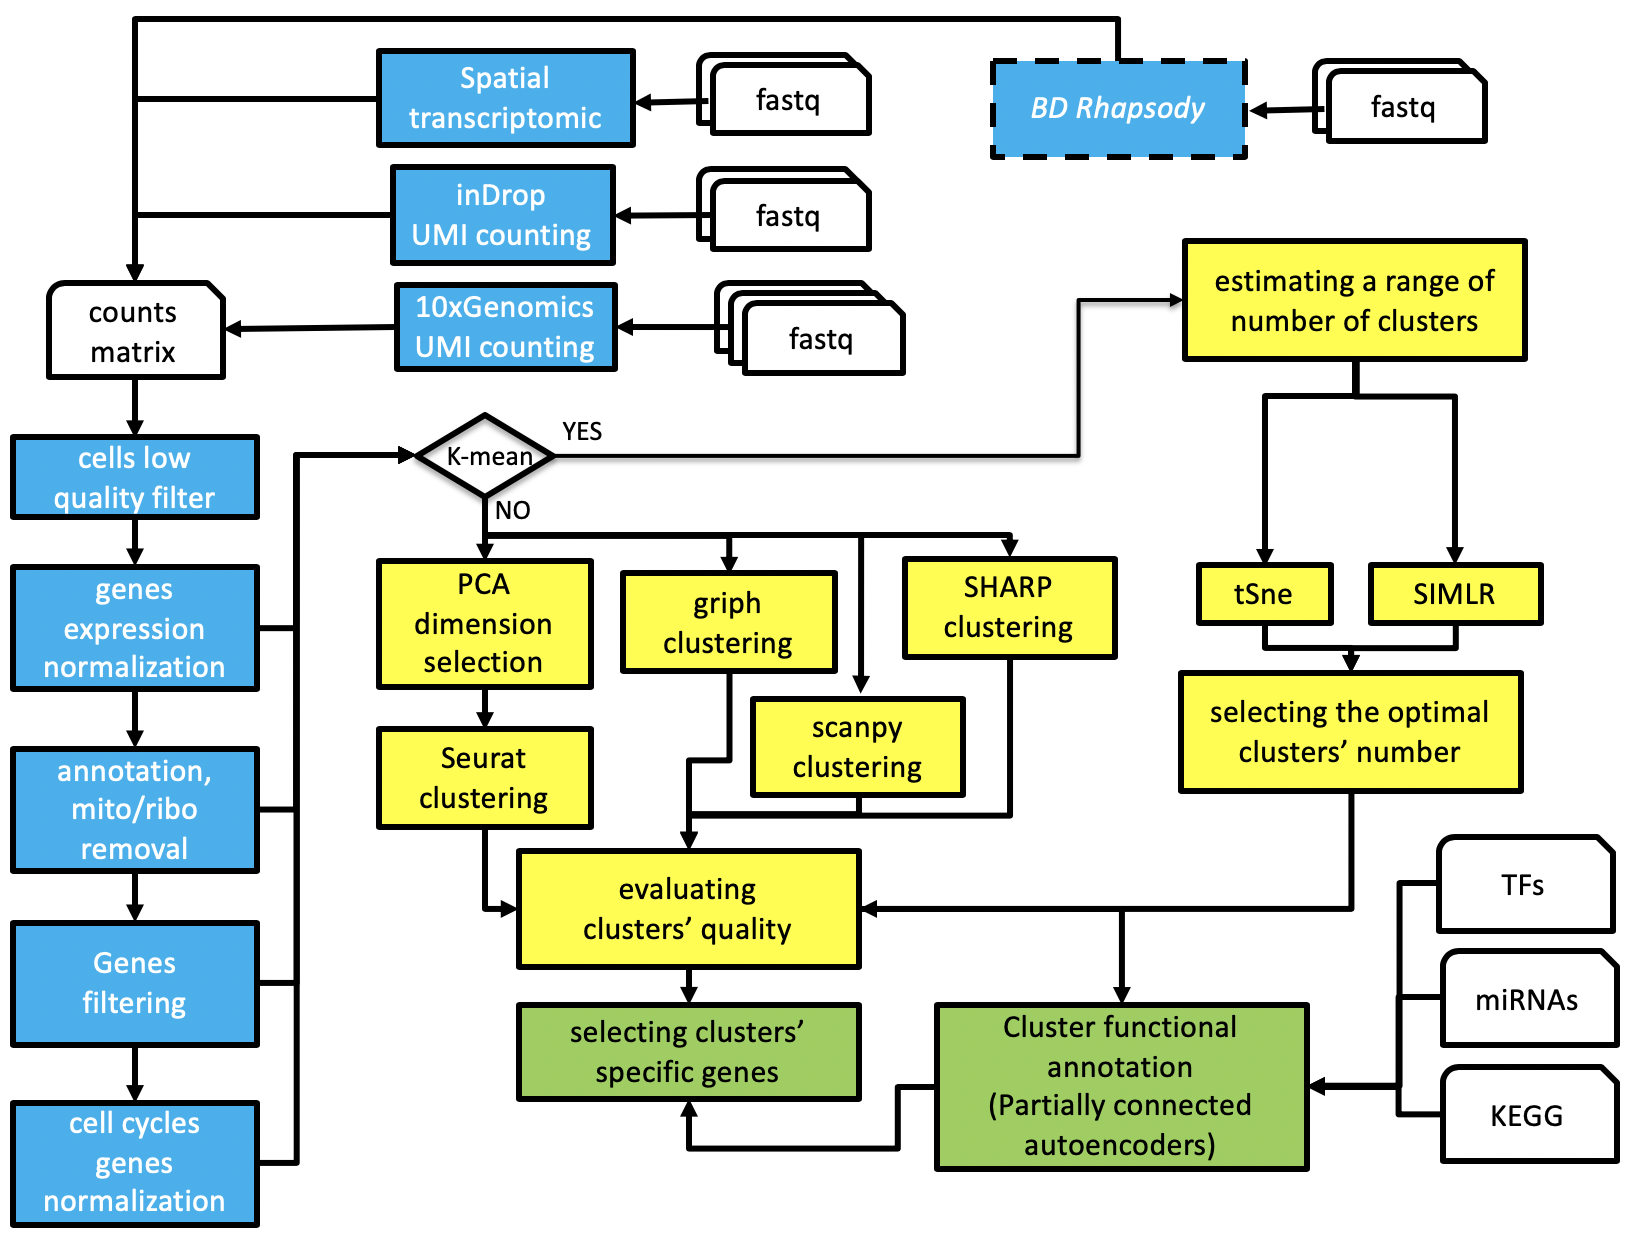 Spatial
transcriptomic
fastq
BD Rhapsody
fastq
inDrop
UMI counting
fastq
counts
matrix
10xGenomics
UMI counting
fastq
estimating a range of
number of clusters
cells low
quality filter
K-mean
YES
NO
genes
expression
normalization
PCA
dimension
selection
griph
clustering
SHARP
clustering
tSne
SIMLR
annotation,
mito/ribo
removal
Seurat
clustering
scanpy
clustering
selecting the optimal
clusters’ number
evaluating
clusters’ quality
TFs
Genes
filtering
miRNAs
selecting clusters’
specific genes
Cluster functional
annotation
(Partially connected
autoencoders)
KEGG
cell cycles
genes
normalization